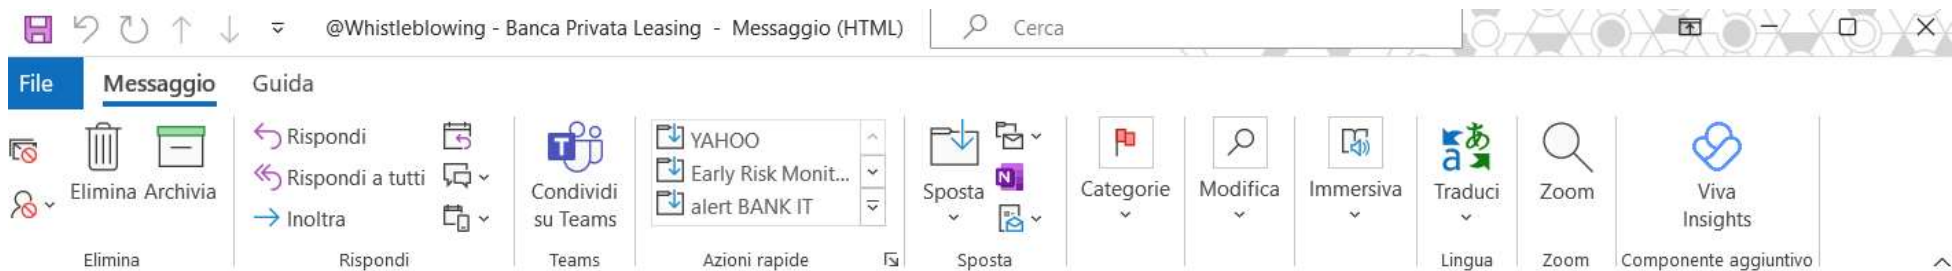 @Whistleblowing - Banca Privata Leasing - Messaggio (HTML)
Cerca
File
Messaggio
Guida
Elimina
Archivia
Rispondi
Rispondi a tutti
Inoltra
Condividi
su Teams
YAHOO
Early Risk Monit...
alert BANK IT
Sposta
Categorie
Modifica
Immersiva
Traduci
Zoom
Viva
Insights
Elimina
Rispondi
Teams
Azioni rapide
Sposta
Lingua
Zoom
Componente aggiuntivo